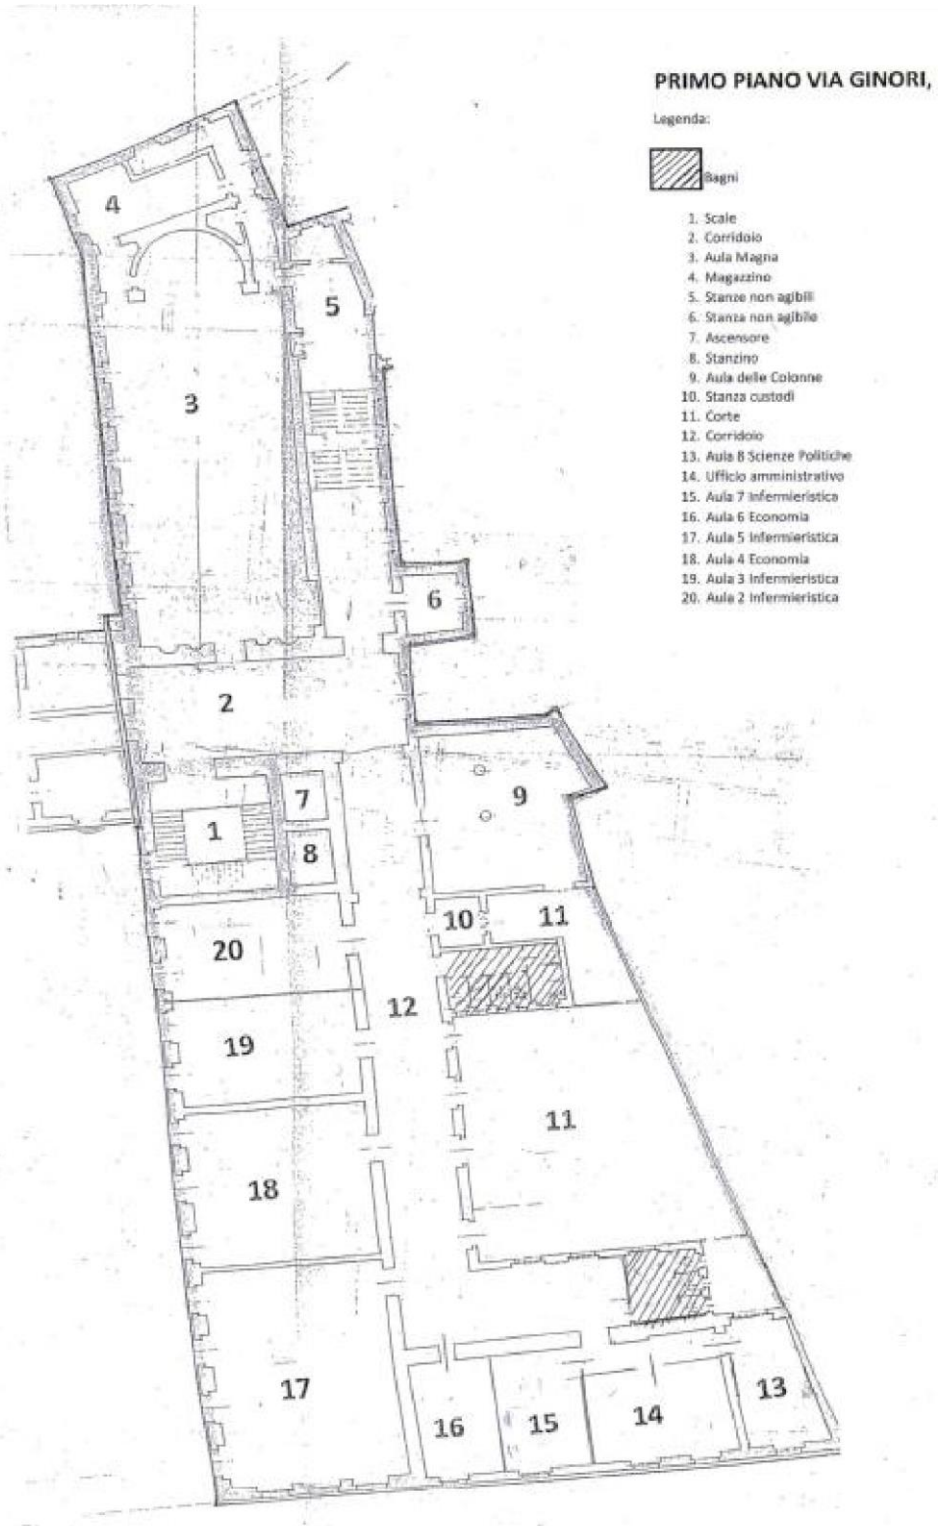 PRIMO PIANO VIA GINORI,
Legenda:
Bagni
1. Scale
2. Corridoio
3. Aula Magna
4. Magazzino
5. Stanze non agibili
6. Stanza non agibile
7. Ascensore
8. Stanzino
9. Aula delle Colonne
10. Stanza custodi
11. Corte
12. Corridoio
13. Aula 8 Scienze Politiche
14. Ufficio amministrativo
15. Aula 7 Infermieristica
16. Aula 6 Economia
17. Aula 5 Infermieristica
18. Aula 4 Economia
19. Aula 3 Infermieristica
20. Aula 2 Infermieristica
4
5
3
6
2
7
9
1
8
10
11
20
12
19
11
18
17
13
14
15
16